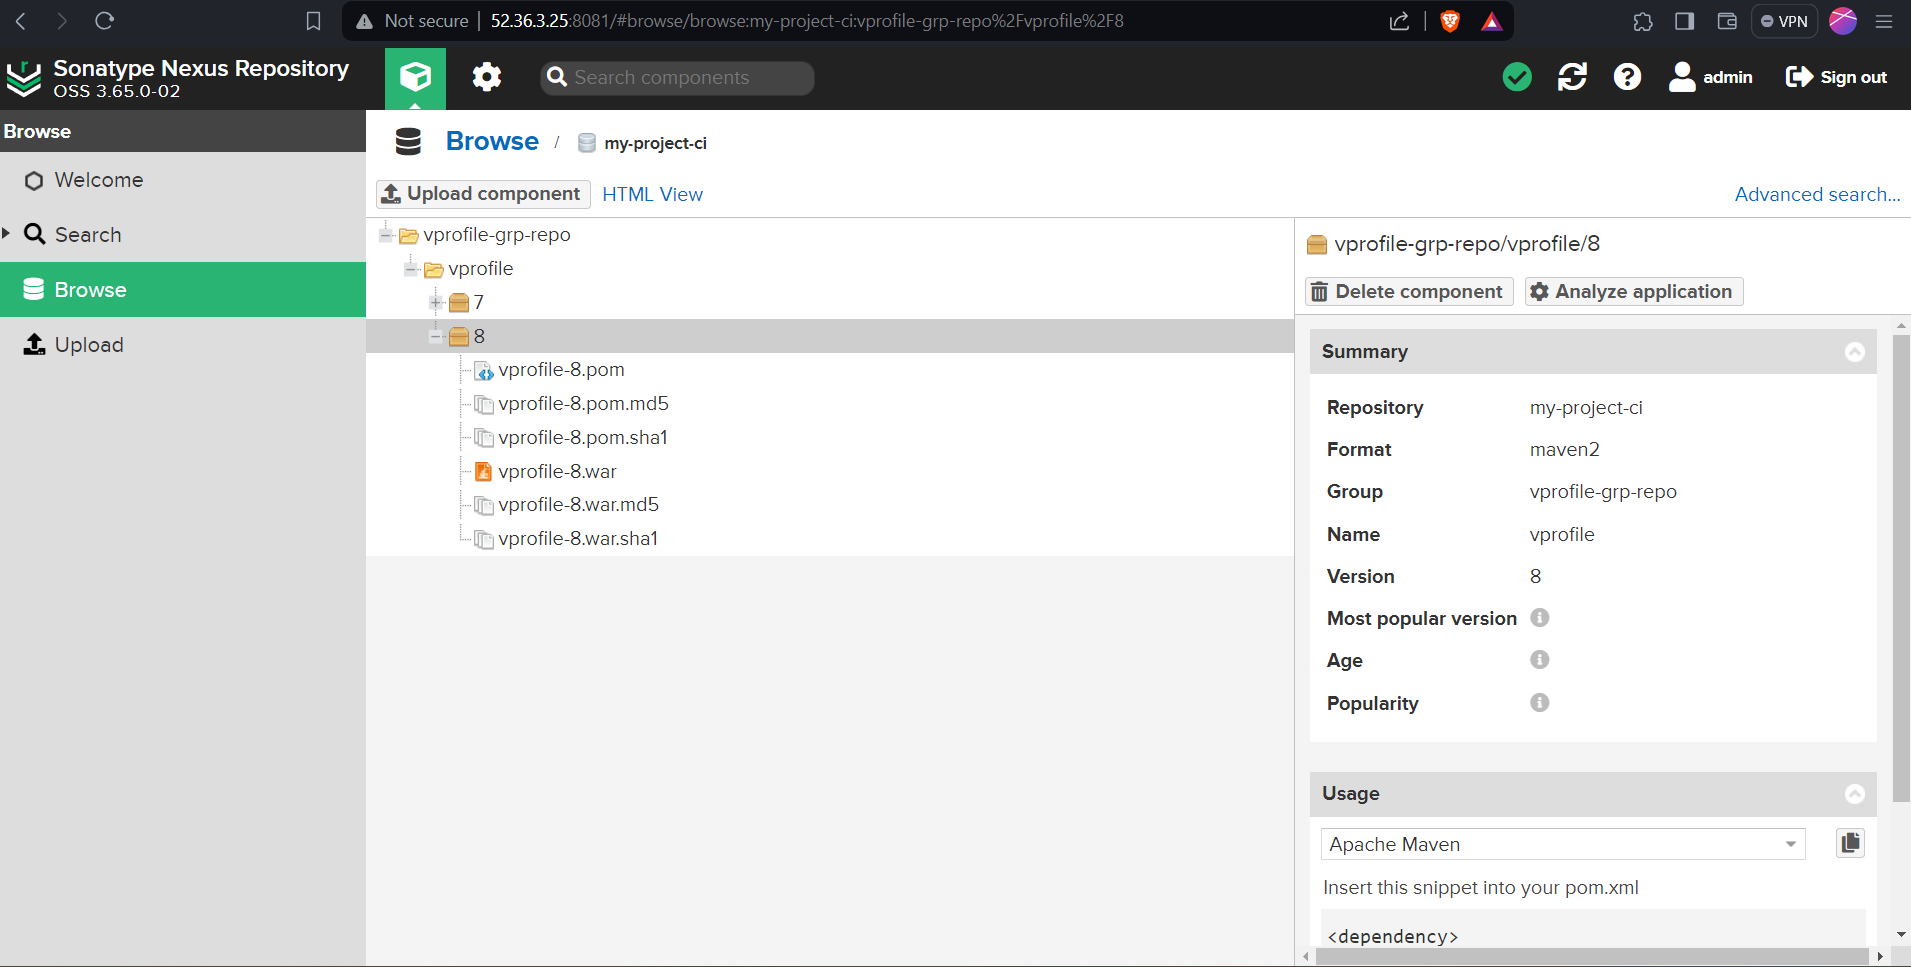 Not secure 52.36.3.25:8081/#browse/browse:my-project-ci:vprofile-grp-repo%2Fvprofile%2F8
VPN
Sonatype Nexus Repository
OSS 3.65.0-02
Search components
admin
Sign out
Browse
Welcome
Search
Browse
Upload
Browse / my-project-ci
Upload component
HTML View
Advanced search...
vprofile-grp-repo
vprofile
7
8
vprofile-8.pom
vprofile-8.pom.md5
vprofile-8.pom.sha1
vprofile-8.war
vprofile-8.war.md5
vprofile-8.war.sha1
vprofile-grp-repo/vprofile/8
Delete component
Analyze application
Summary
Repository my-project-ci
Format maven2
Group vprofile-grp-repo
Name vprofile
Version 8
Most popular version
Age
Popularity
Usage
Apache Maven
Insert this snippet into your pom.xml
<dependency>